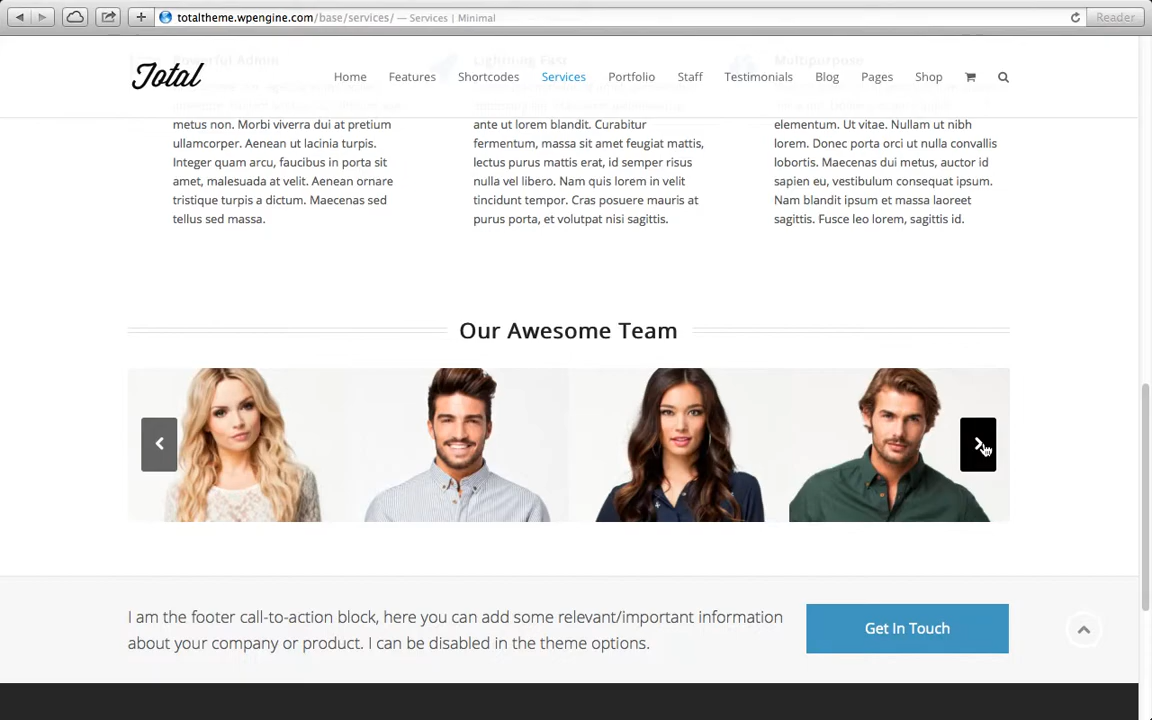 totaltheme.wpengine.com/base/services/ — Services | Minimal
Reader
Total
Home Features Shortcodes Services Portfolio Staff Testimonials Blog Pages Shop
Powerful Admin
Lightning Fast
Multipurpose
metus non. Morbi viverra dui at pretium
ullamcorper. Aenean ut lacinia turpis.
Integer quam arcu, faucibus in porta sit
amet, malesuada at velit. Aenean ornare
tristique turpis a dictum. Maecenas sed
tellus sed massa.
ante ut lorem blandit. Curabitur
fermentum, massa sit amet feugiat mattis,
lectus purus mattis erat, id semper risus
nulla vel libero. Nam quis lorem in velit
tincidunt tempor. Cras posuere mauris at
purus porta, et volutpat nisi sagittis.
elementum. Ut vitae. Nullam ut nibh
lorem. Donec porta orci ut nulla convallis
lobortis. Maecenas dui metus, auctor id
sapien eu, vestibulum consequat ipsum.
Nam blandit ipsum et massa laoreet
sagittis. Fusce leo lorem, sagittis id.
Our Awesome Team
I am the footer call-to-action block, here you can add some relevant/important information
about your company or product. I can be disabled in the theme options.
Get In Touch